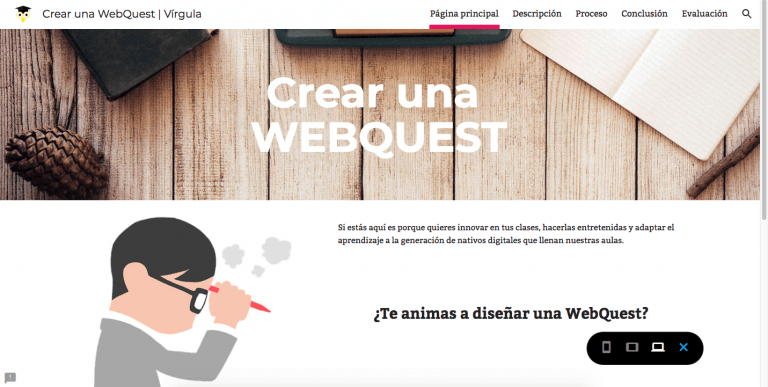 Crear una WebQuest | Vírgula
Página principal
Descripción
Proceso
Conclusión
Evaluación
Crear una
WEBQUEST
Si estás aquí es porque quieres innovar en tus clases, hacerlas entretenidas y adaptar el
aprendizaje a la generación de nativos digitales que llenan nuestras aulas.
¿Te animas a diseñar una WebQuest?